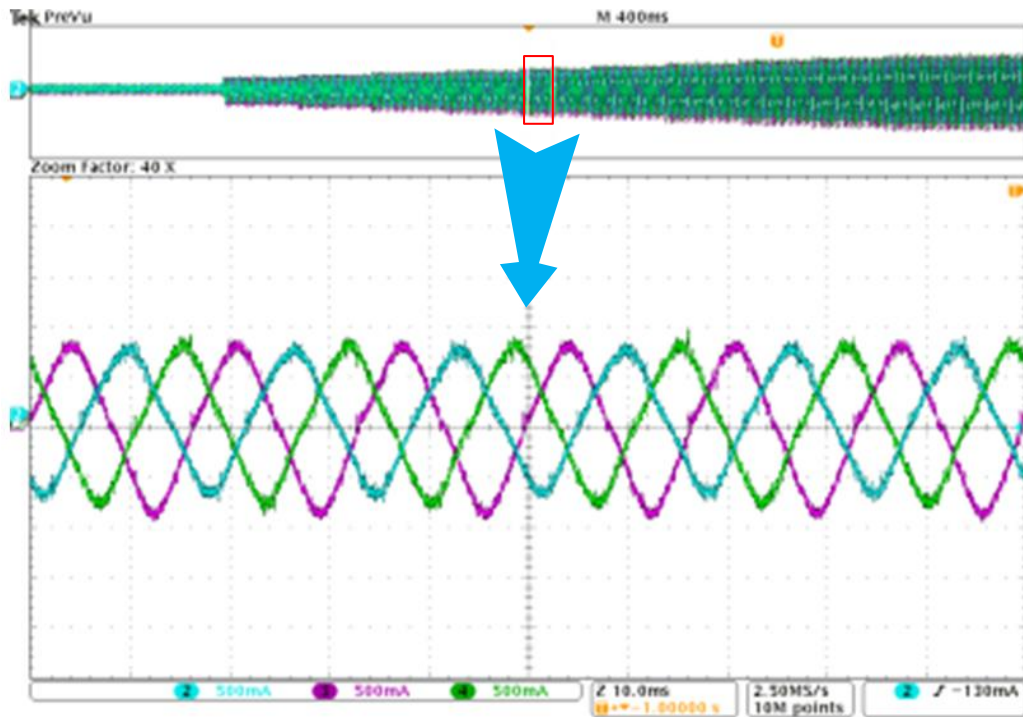 Tek PreVu M 400ms
Zoom Factor: 40 X
2 500mA 3 500mA 4 500mA
Z 10.0ms 2.50MS/s 2 -130mA
-1.00000 s 10M points